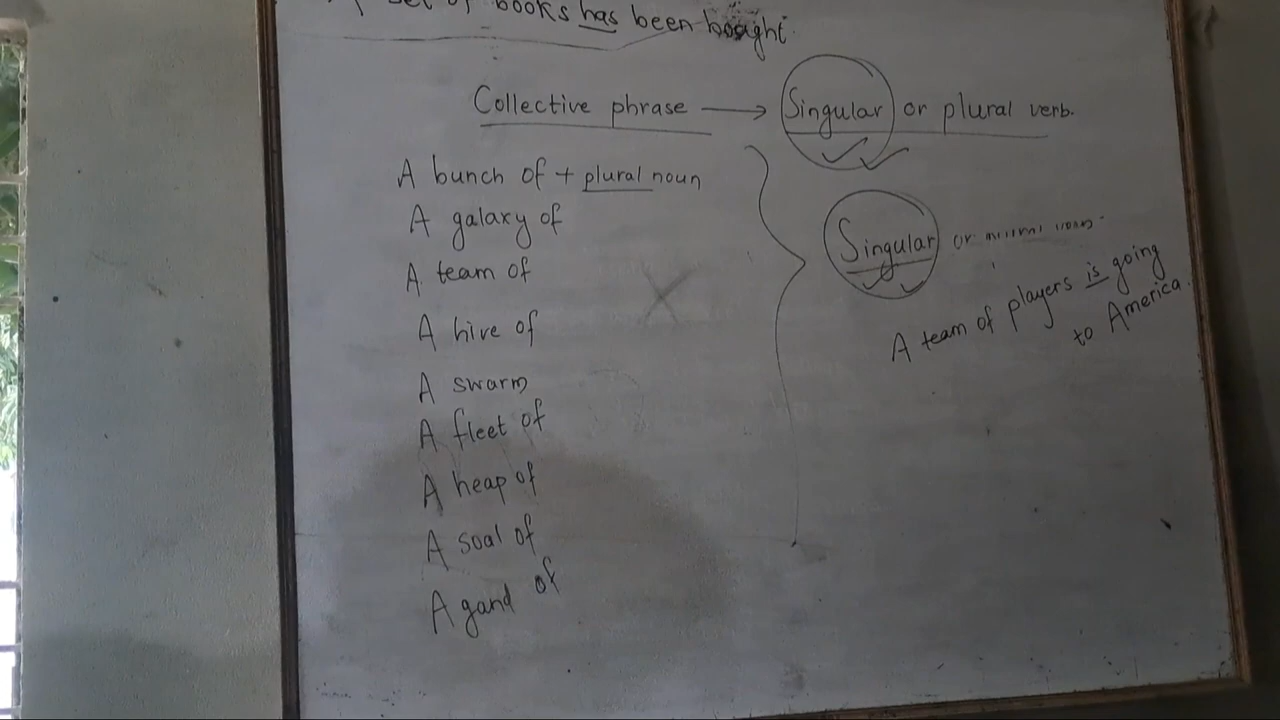 set of books has been bought.
Collective phrase → Singular or plural verb.
A bunch of + plural noun
A galaxy of
A team of
A hive of
A swarm
A fleet of
A heap of
A soal of
A gand of
Singular or
A team of players is going
to America.